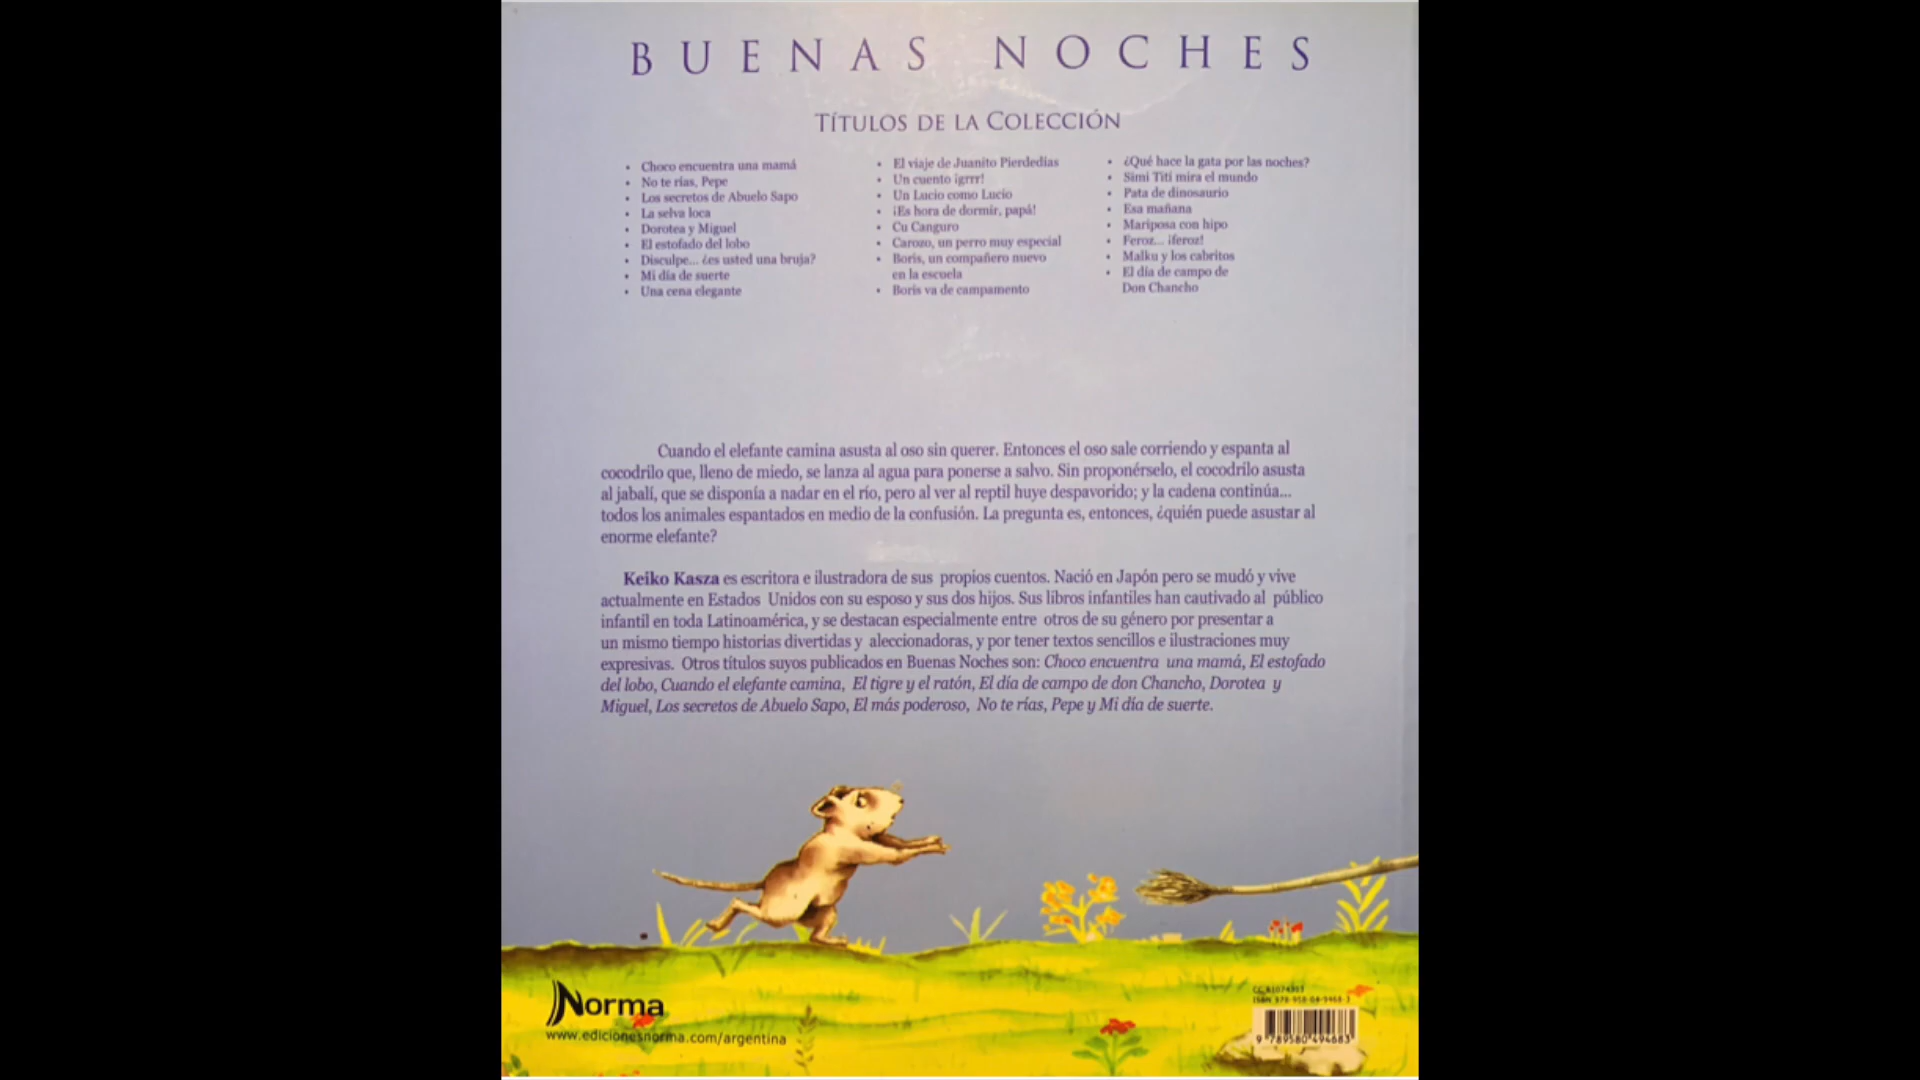 BUENAS NOCHES
TÍTULOS DE LA COLECCIÓN
• Choco encuentra una mamá
• No te rías, Pepe
• Los secretos de Abuelo Sapo
• La selva loca
• Dorotea y Miguel
• El estofado del lobo
• Disculpe... ¿es usted una bruja?
• Mi día de suerte
• Una cena elegante
• El viaje de Juanito Pierdedías
• Un cuento ¡grrr!
• Un Lucio como Lucio
• ¡Es hora de dormir, papá!
• Cu Canguro
• Carozo, un perro muy especial
• Boris, un compañero nuevo
en la escuela
• Boris va de campamento
• ¿Qué hace la gata por las noches?
• Simi Tití mira el mundo
• Pata de dinosaurio
• Esa mañana
• Mariposa con hipo
• Feroz... ¡feroz!
• Malku y los cabritos
• El día de campo de
Don Chancho
Cuando el elefante camina asusta al oso sin querer. Entonces el oso sale corriendo y espanta al
cocodrilo que, lleno de miedo, se lanza al agua para ponerse a salvo. Sin proponérselo, el cocodrilo asusta
al jabalí, que se disponía a nadar en el río, pero al ver al reptil huye despavorido; y la cadena continúa...
todos los animales espantados en medio de la confusión. La pregunta es, entonces, ¿quién puede asustar al
enorme elefante?
Keiko Kasza es escritora e ilustradora de sus propios cuentos. Nació en Japón pero se mudó y vive
actualmente en Estados Unidos con su esposo y sus dos hijos. Sus libros infantiles han cautivado al público
infantil en toda Latinoamérica, y se destacan especialmente entre otros de su género por presentar a
un mismo tiempo historias divertidas y aleccionadoras, y por tener textos sencillos e ilustraciones muy
expresivas. Otros títulos suyos publicados en Buenas Noches son: Choco encuentra una mamá, El estofado
del lobo, Cuando el elefante camina, El tigre y el ratón, El día de campo de don Chancho, Dorotea y
Miguel, Los secretos de Abuelo Sapo, El más poderoso, No te rías, Pepe y Mi día de suerte.
Norma
www.edicionesnorma.com/argentina
ISBN
9 789580 494683